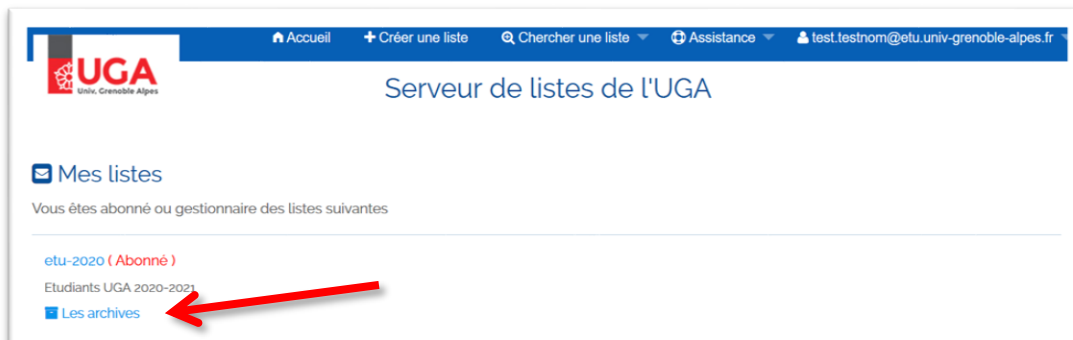 Accueil + Créer une liste Chercher une liste Assistance test.testnom@etu.univ-grenoble-alpes.fr
UGA
Univ. Grenoble Alpes
Serveur de listes de l'UGA
Mes listes
Vous êtes abonné ou gestionnaire des listes suivantes
etu-2020 ( Abonné )
Etudiants UGA 2020-2021
Les archives